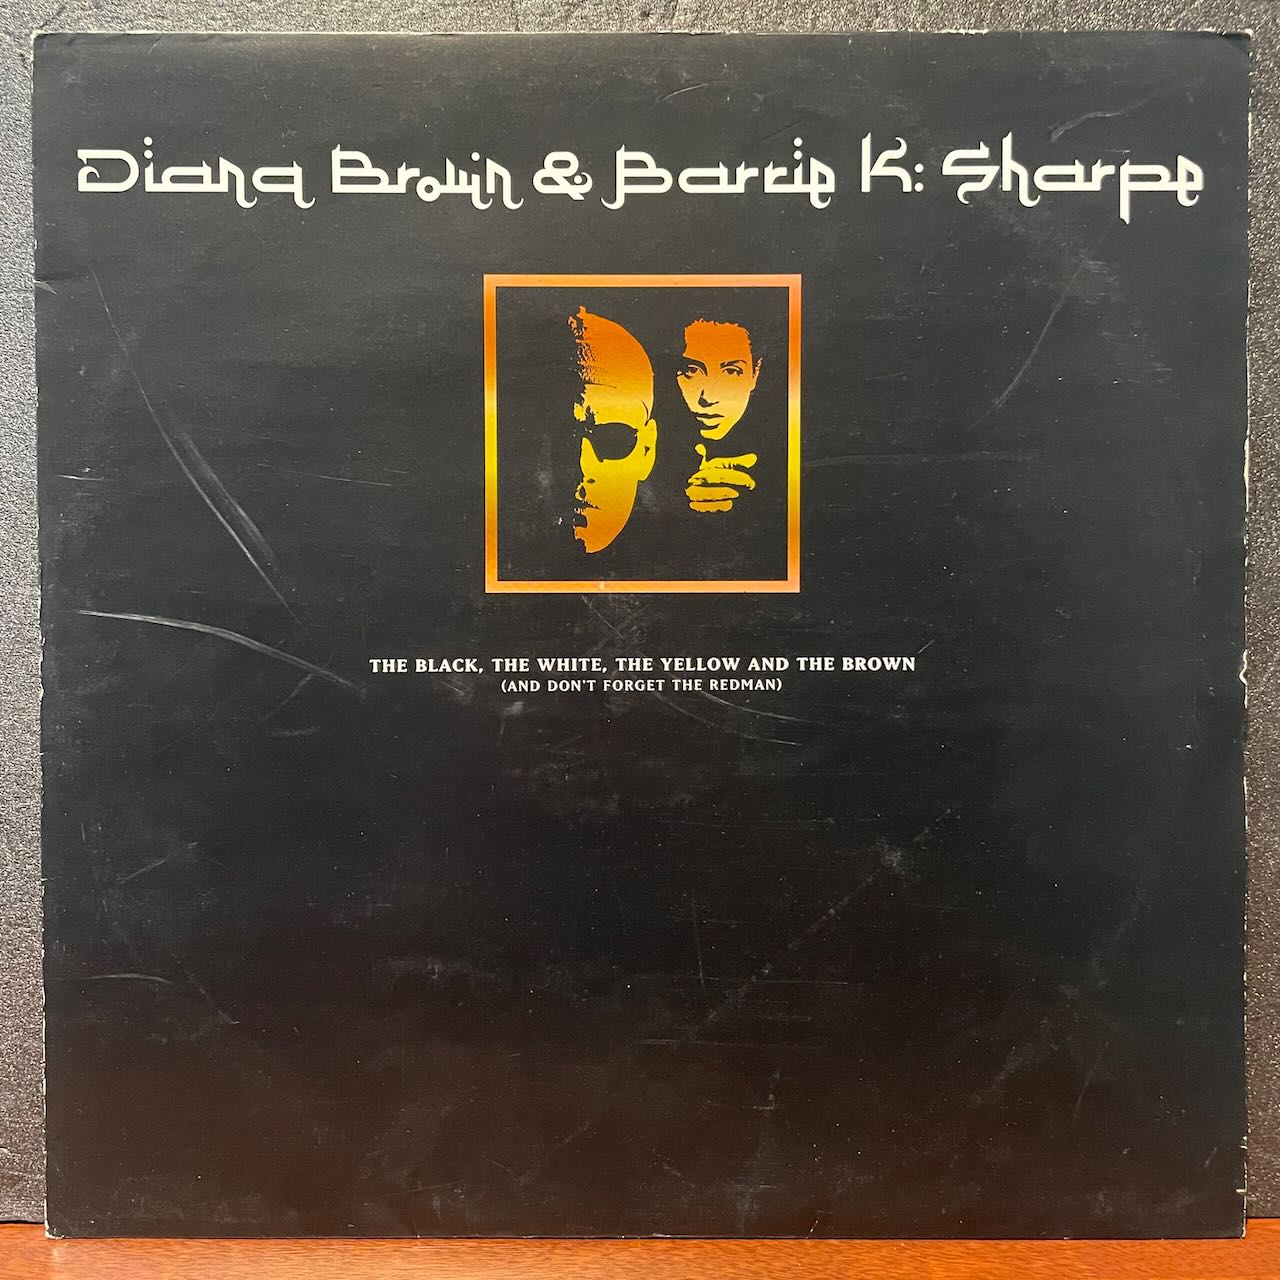 Diana Brown & Barrie K: Sharpe
THE BLACK, THE WHITE, THE YELLOW AND THE BROWN
(AND DON'T FORGET THE REDMAN)